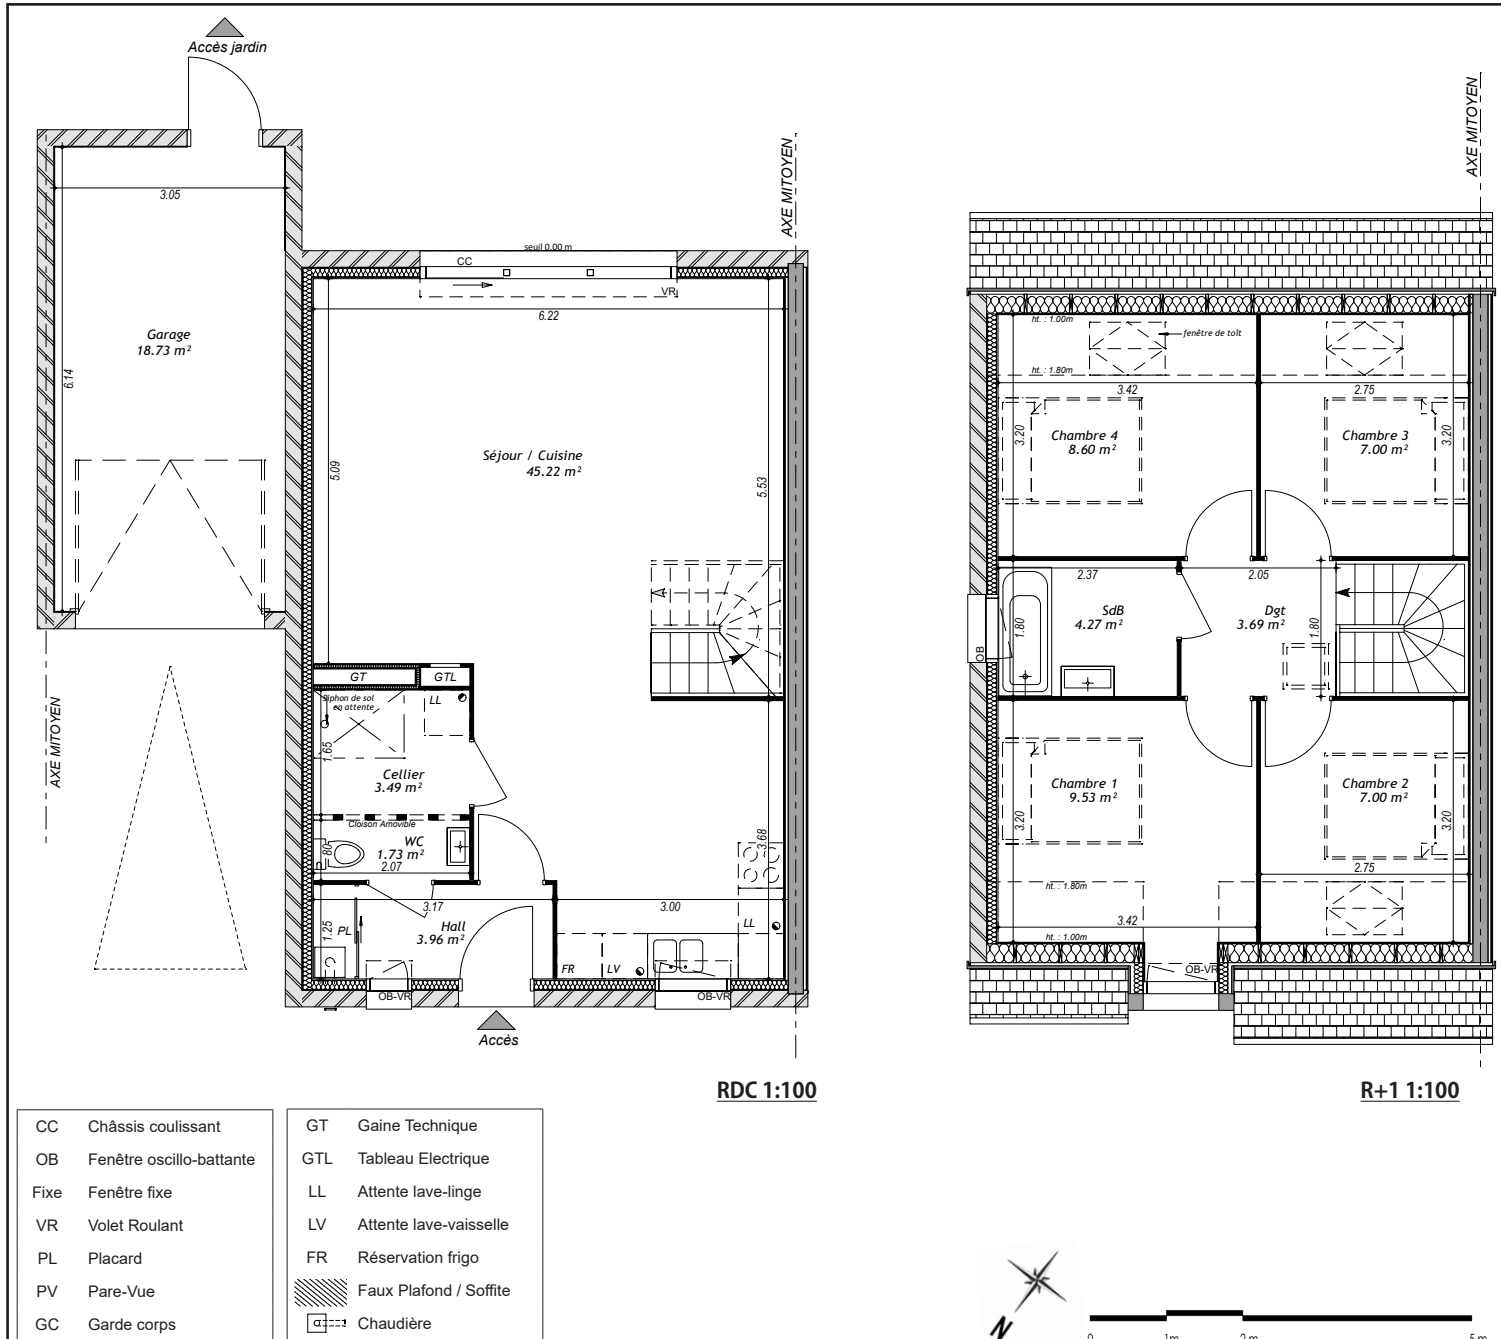 Accès jardin
AXE MITOYEN
3.05
seuil 0.00 m
CC
VR
6.22
Garage
18.73 m²
6.14
Séjour / Cuisine
45.22 m²
5.09
5.53
GT
GTL
Siphon de sol
en attente
LL
1.65
Cellier
3.49 m²
Cloison Amovible
WC
1.73 m²
.80
2.07
3.68
3.17
3.00
Hall
3.96 m²
1.25
PL
LL
FR
LV
OB-VR
OB-VR
AXE MITOYEN
Accès
RDC 1:100
AXE MITOYEN
ht. : 1.00m
fenêtre de toît
ht. : 1.80m
3.42
2.75
Chambre 4
8.60 m²
3.20
Chambre 3
7.00 m²
3.20
2.37
2.05
SdB
4.27 m²
1.80
OB
Dgt
3.69 m²
1.80
Chambre 1
9.53 m²
3.20
Chambre 2
7.00 m²
3.20
2.75
ht. : 1.80m
3.42
ht. : 1.00m
OB-VR
R+1 1:100
CC Châssis coulissant
OB Fenêtre oscillo-battante
Fixe Fenêtre fixe
VR Volet Roulant
PL Placard
PV Pare-Vue
GC Garde corps
GT Gaine Technique
GTL Tableau Electrique
LL Attente lave-linge
LV Attente lave-vaisselle
FR Réservation frigo
Faux Plafond / Soffite
Chaudière
N
0 1m 2m 5m